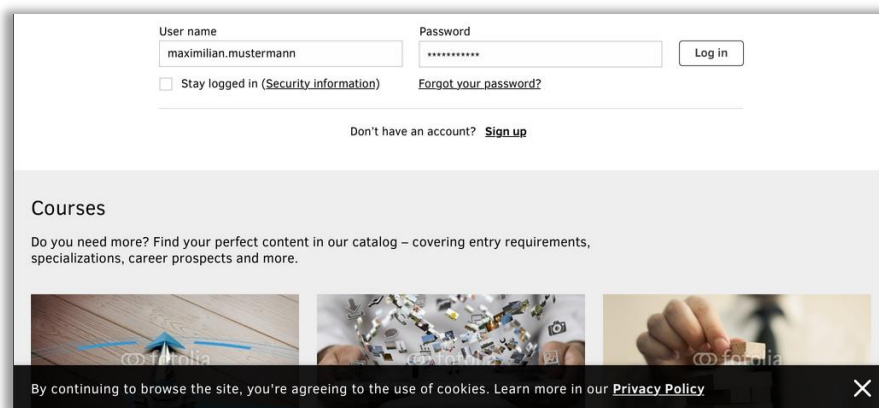 User name
Password
maximilian.mustermann
***********
Log in
Stay logged in (Security information)
Forgot your password?
Don't have an account? Sign up
Courses
Do you need more? Find your perfect content in our catalog – covering entry requirements,
specializations, career prospects and more.
fotolia
fotolia
By continuing to browse the site, you're agreeing to the use of cookies. Learn more in our Privacy Policy